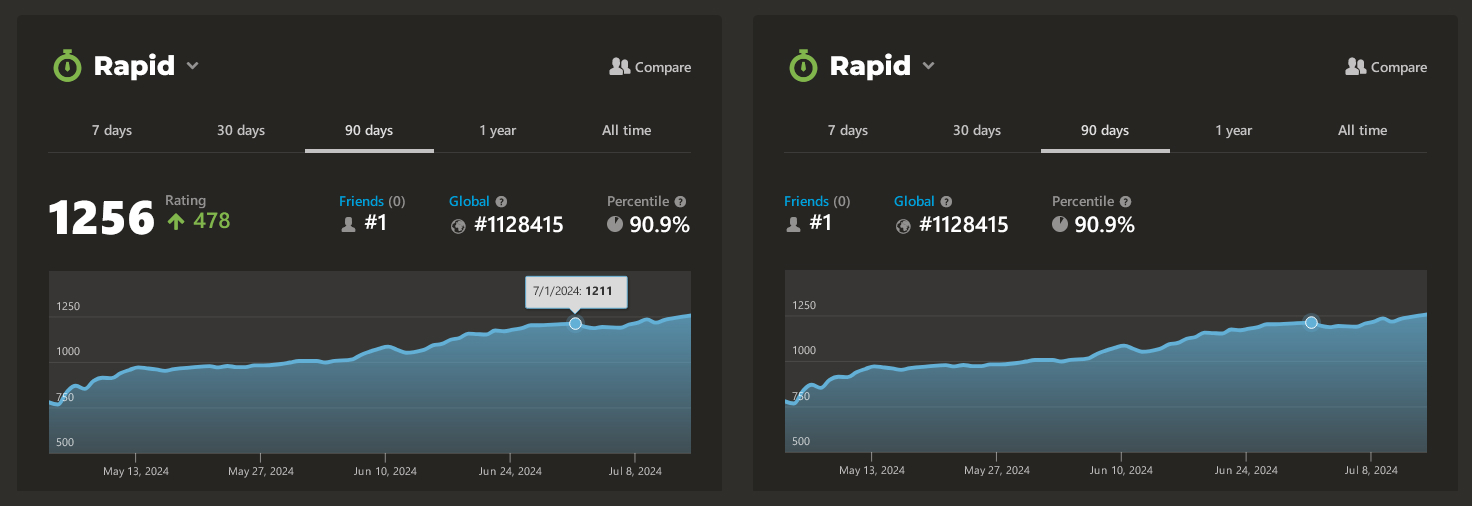 Rapid
Compare
7 days 30 days 90 days 1 year All time
1256
Rating
478
Friends (0)
#1
Global ?
#1128415
Percentile ?
90.9%
7/1/2024: 1211
1250
1000
750
500
May 13, 2024 May 27, 2024 Jun 10, 2024 Jun 24, 2024 Jul 8, 2024
Rapid
Compare
7 days 30 days 90 days 1 year All time
Friends (0)
#1
Global ?
#1128415
Percentile ?
90.9%
1250
1000
750
500
May 13, 2024 May 27, 2024 Jun 10, 2024 Jun 24, 2024 Jul 8, 2024